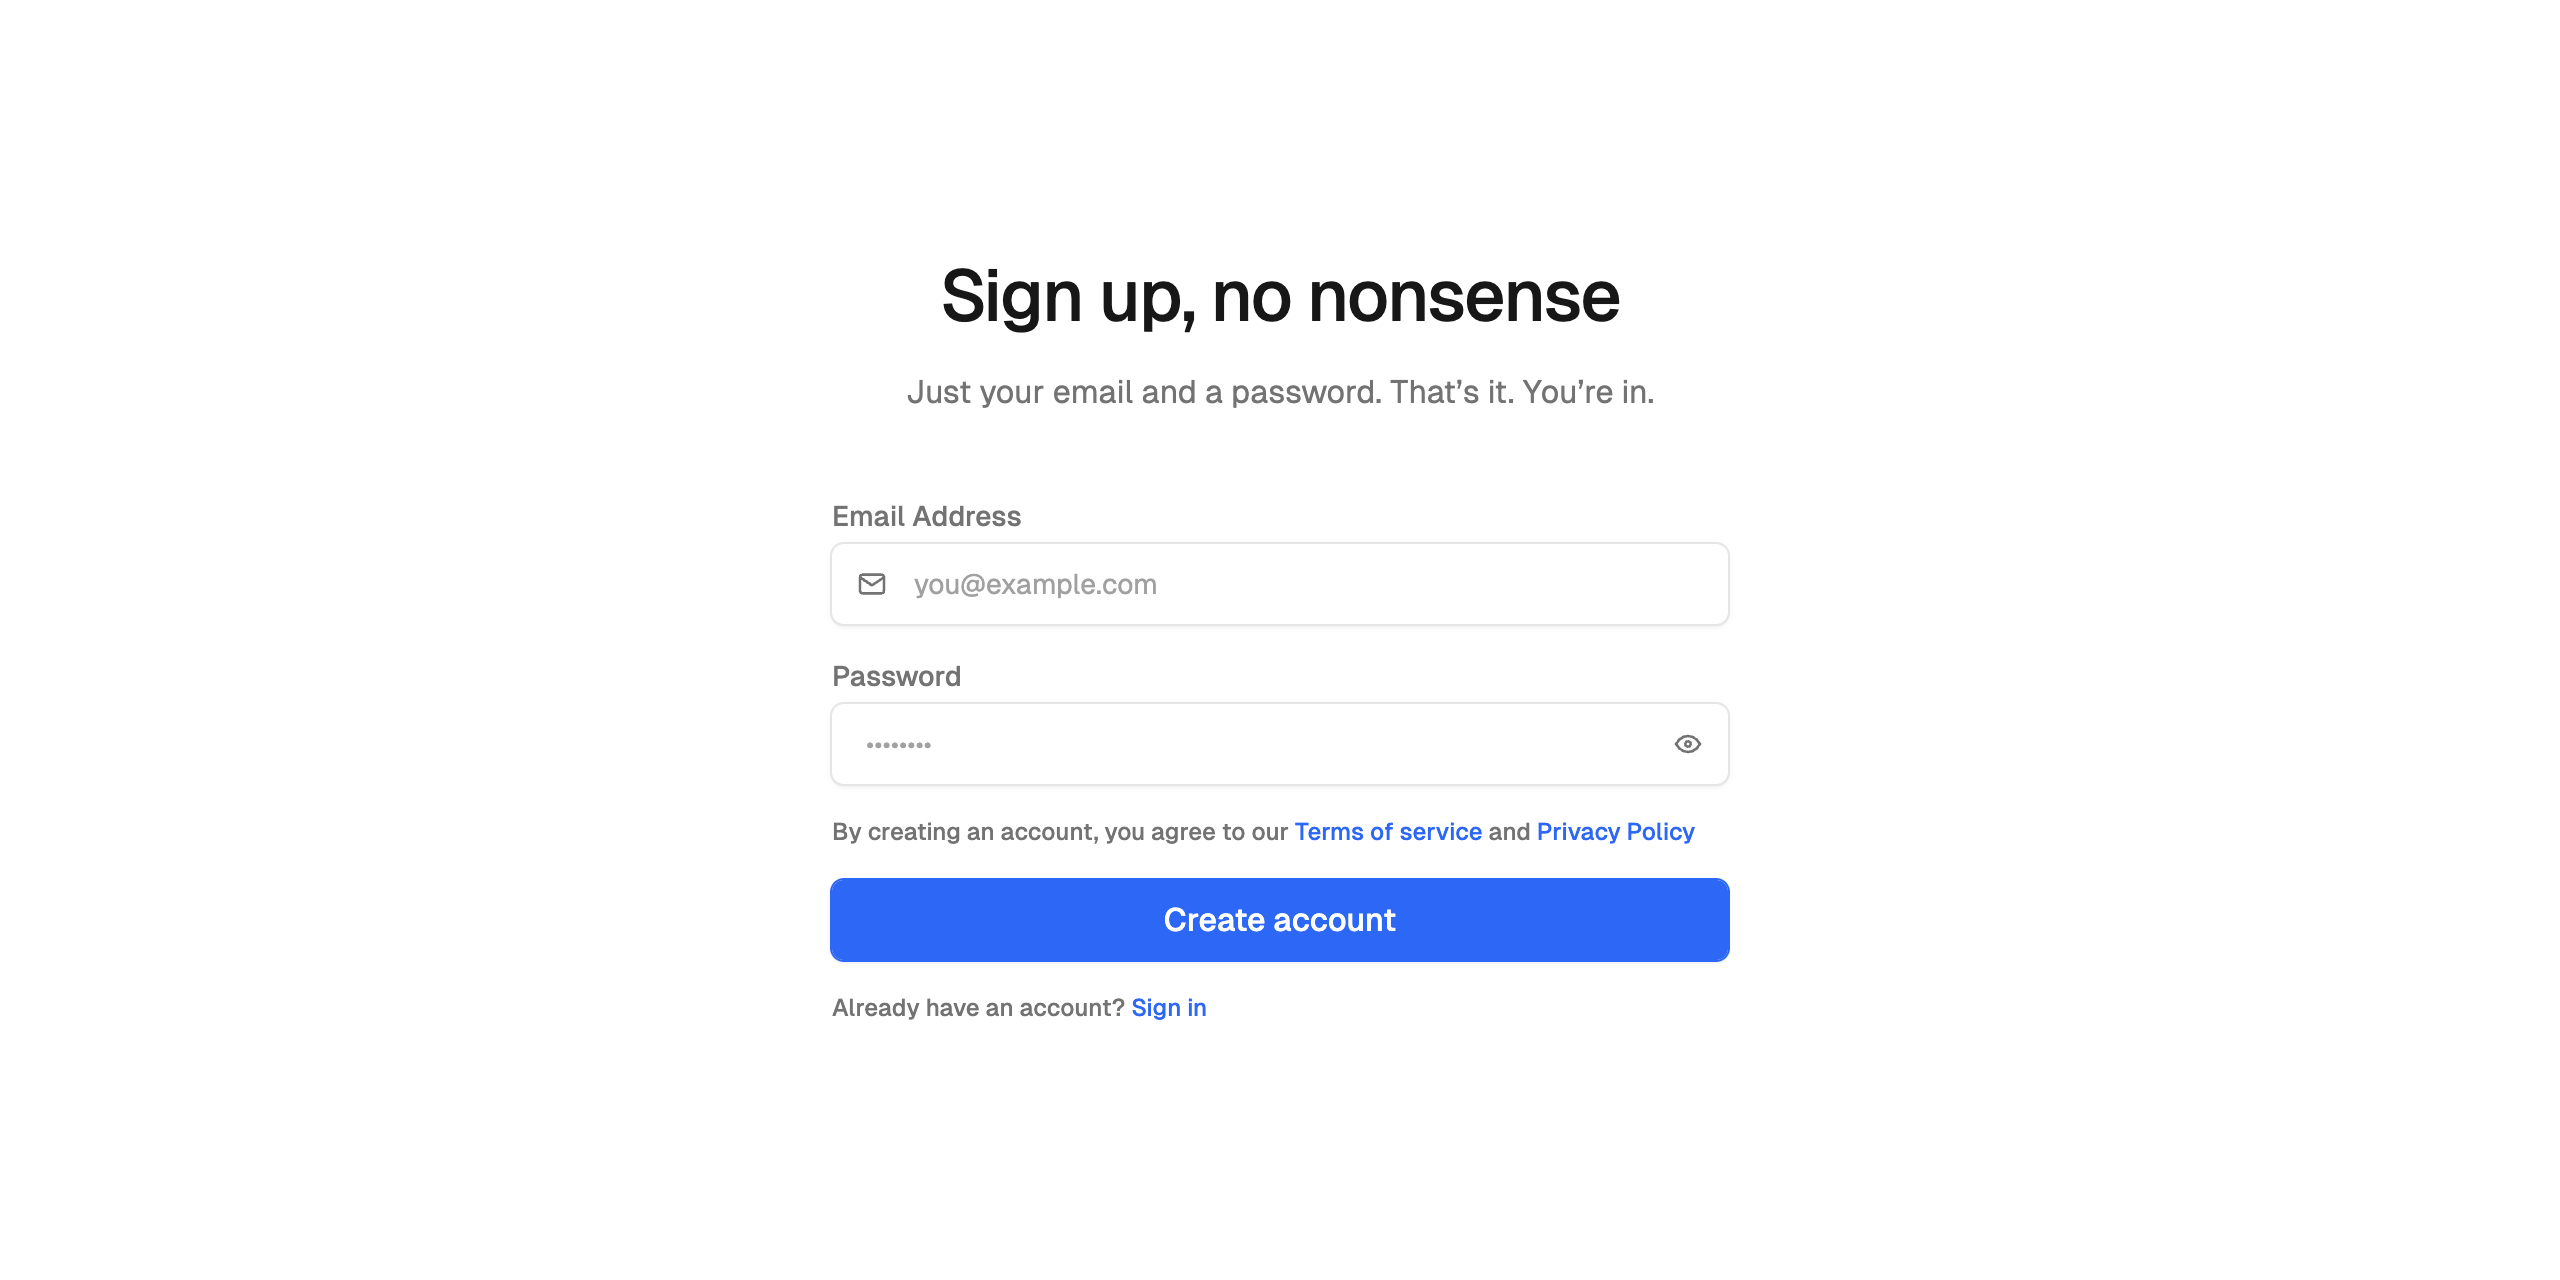 Sign up, no nonsense
Just your email and a password. That’s it. You’re in.
Email Address
you@example.com
Password
••••••••
By creating an account, you agree to our Terms of service and Privacy Policy
Create account
Already have an account? Sign in